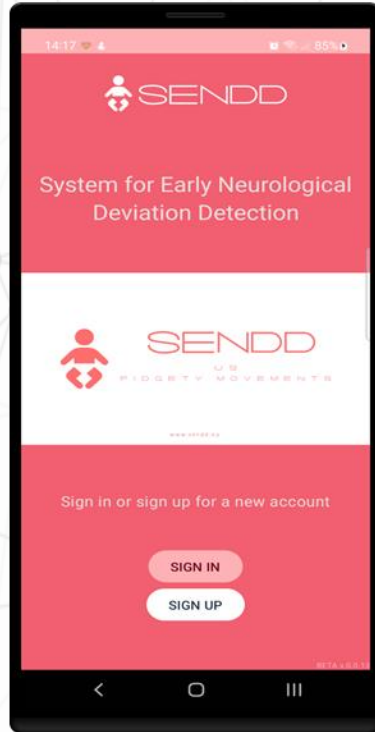 14:17
85%
SENDD
System for Early Neurological
Deviation Detection
SENDD
FIDGETY MOVEMENTS
Sign in or sign up for a new account
SIGN IN
SIGN UP